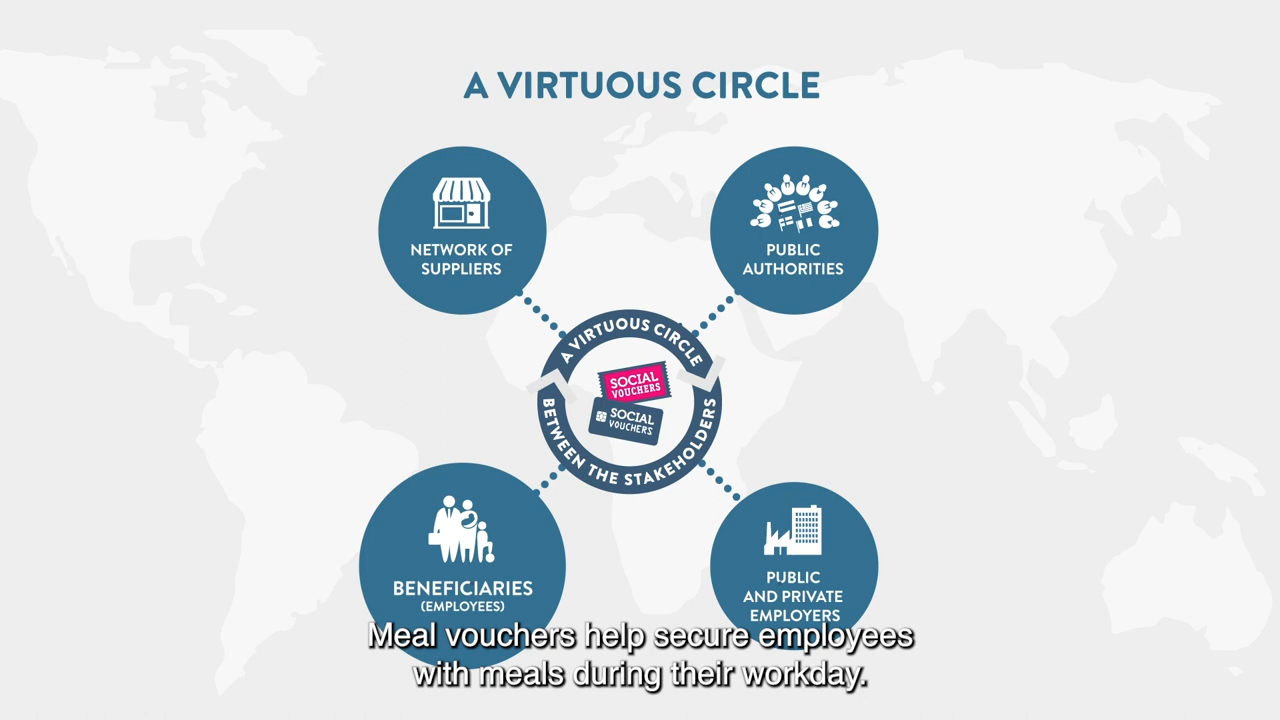 A VIRTUOUS CIRCLE
NETWORK OF
SUPPLIERS
PUBLIC
AUTHORITIES
A VIRTUOUS CIRCLE
BETWEEN THE STAKEHOLDERS
SOCIAL
VOUCHERS
SOCIAL
VOUCHERS
BENEFICIARIES
(EMPLOYEES)
PUBLIC
AND PRIVATE
EMPLOYERS
Meal vouchers help secure employees
with meals during their workday.